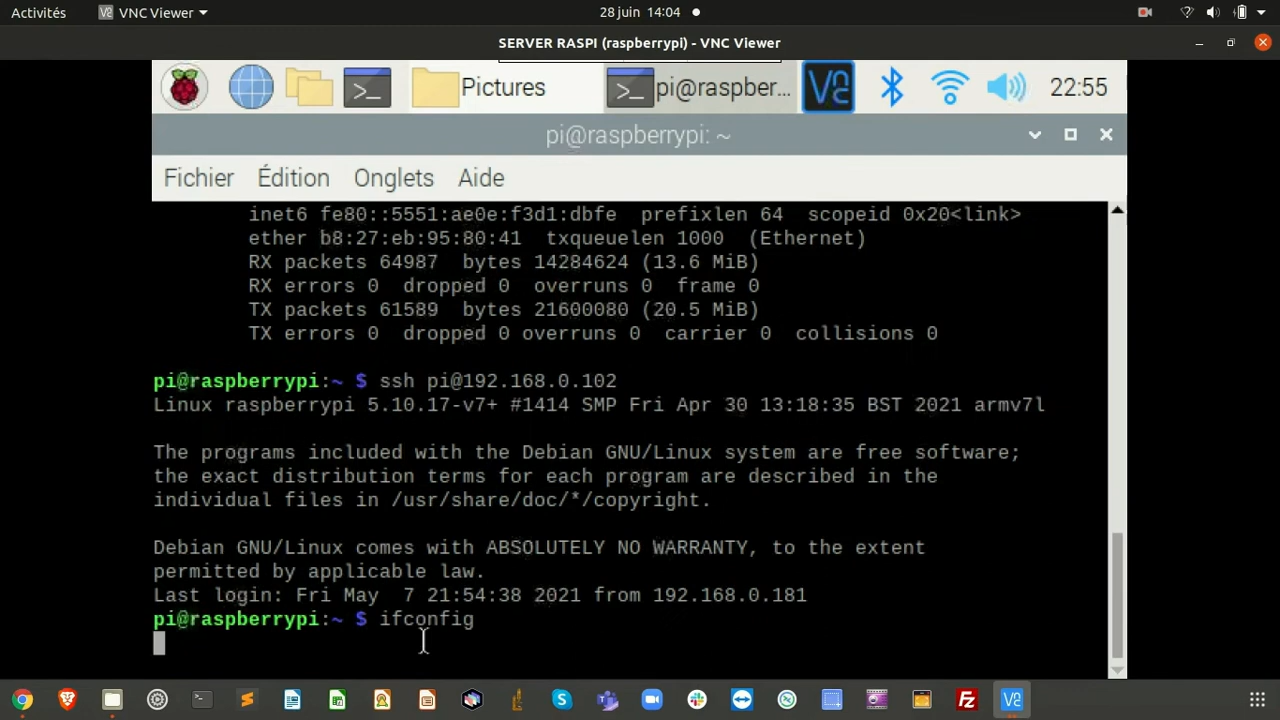 Activités
VNC Viewer
28 juin 14:04
SERVER RASPI (raspberrypi) - VNC Viewer
Pictures
pi@raspber...
22:55
pi@raspberrypi: ~
Fichier Édition Onglets Aide
inet6 fe80::5551:ae0e:f3d1:dbfe prefixlen 64 scopeid 0x20<link>
ether b8:27:eb:95:80:41 txqueuelen 1000 (Ethernet)
RX packets 64987 bytes 14284624 (13.6 MiB)
RX errors 0 dropped 0 overruns 0 frame 0
TX packets 61589 bytes 21600080 (20.5 MiB)
TX errors 0 dropped 0 overruns 0 carrier 0 collisions 0
pi@raspberrypi:~ $ ssh pi@192.168.0.102
Linux raspberrypi 5.10.17-v7+ #1414 SMP Fri Apr 30 13:18:35 BST 2021 armv7l
The programs included with the Debian GNU/Linux system are free software;
the exact distribution terms for each program are described in the
individual files in /usr/share/doc/*/copyright.
Debian GNU/Linux comes with ABSOLUTELY NO WARRANTY, to the extent
permitted by applicable law.
Last login: Fri May 7 21:54:38 2021 from 192.168.0.181
pi@raspberrypi:~ $ ifconfig